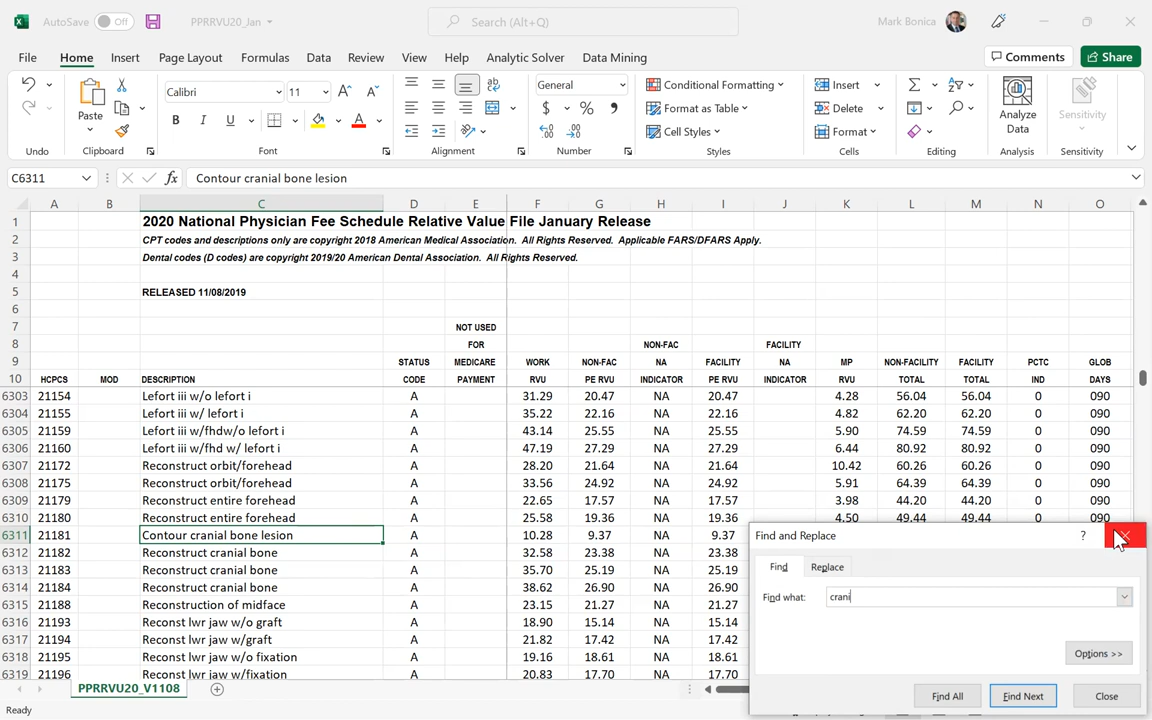 AutoSave Off PPRRVU20_Jan Search (Alt+Q) Mark Bonica
File Home Insert Page Layout Formulas Data Review View Help Analytic Solver Data Mining Comments Share
Calibri 11 General Conditional Formatting Insert
Paste B I U A $ % Format as Table Delete Analyze Data Sensitivity
Cell Styles Format
Undo Clipboard Font Alignment Number Styles Cells Editing Analysis Sensitivity
C6311 fx Contour cranial bone lesion
A B C D E F G H I J K L M N O
1 2020 National Physician Fee Schedule Relative Value File January Release
2 CPT codes and descriptions only are copyright 2018 American Medical Association. All Rights Reserved. Applicable FARS/DFARS Apply.
3 Dental codes (D codes) are copyright 2019/20 American Dental Association. All Rights Reserved.
4
5 RELEASED 11/08/2019
6
7 NOT USED
8 FOR NON-FAC FACILITY
9 STATUS MEDICARE WORK NON-FAC NA FACILITY NA MP NON-FACILITY FACILITY PCTC GLOB
10 HCPCS MOD DESCRIPTION CODE PAYMENT RVU PE RVU INDICATOR PE RVU INDICATOR RVU TOTAL TOTAL IND DAYS
6303 21154 Lefort iii w/o lefort i A 31.29 20.47 NA 20.47 4.28 56.04 56.04 0 090
6304 21155 Lefort iii w/ lefort i A 35.22 22.16 NA 22.16 4.82 62.20 62.20 0 090
6305 21159 Lefort iii w/fhdw/o lefort i A 43.14 25.55 NA 25.55 5.90 74.59 74.59 0 090
6306 21160 Lefort iii w/fhd w/ lefort i A 47.19 27.29 NA 27.29 6.44 80.92 80.92 0 090
6307 21172 Reconstruct orbit/forehead A 28.20 21.64 NA 21.64 10.42 60.26 60.26 0 090
6308 21175 Reconstruct orbit/forehead A 33.56 24.92 NA 24.92 5.91 64.39 64.39 0 090
6309 21179 Reconstruct entire forehead A 22.65 17.57 NA 17.57 3.98 44.20 44.20 0 090
6310 21180 Reconstruct entire forehead A 25.58 19.36 NA 19.36 4.50 49.44 49.44 0 090
6311 21181 Contour cranial bone lesion A 10.28 9.37 NA 9.37
6312 21182 Reconstruct cranial bone A 32.58 23.38 NA 23.38
6313 21183 Reconstruct cranial bone A 35.70 25.19 NA 25.19
6314 21184 Reconstruct cranial bone A 38.62 26.90 NA 26.90
6315 21188 Reconstruction of midface A 23.15 21.27 NA 21.27
6316 21193 Reconst lwr jaw w/o graft A 18.90 15.14 NA 15.14
6317 21194 Reconst lwr jaw w/graft A 21.82 17.42 NA 17.42
6318 21195 Reconst lwr jaw w/o fixation A 19.16 18.61 NA 18.61
6319 21196 Reconst lwr jaw w/fixation A 20.83 17.70 NA 17.70
Find and Replace ?
Find Replace
Find what: crani
Options >>
Find All Find Next Close
PPRRVU20_V1108
Ready